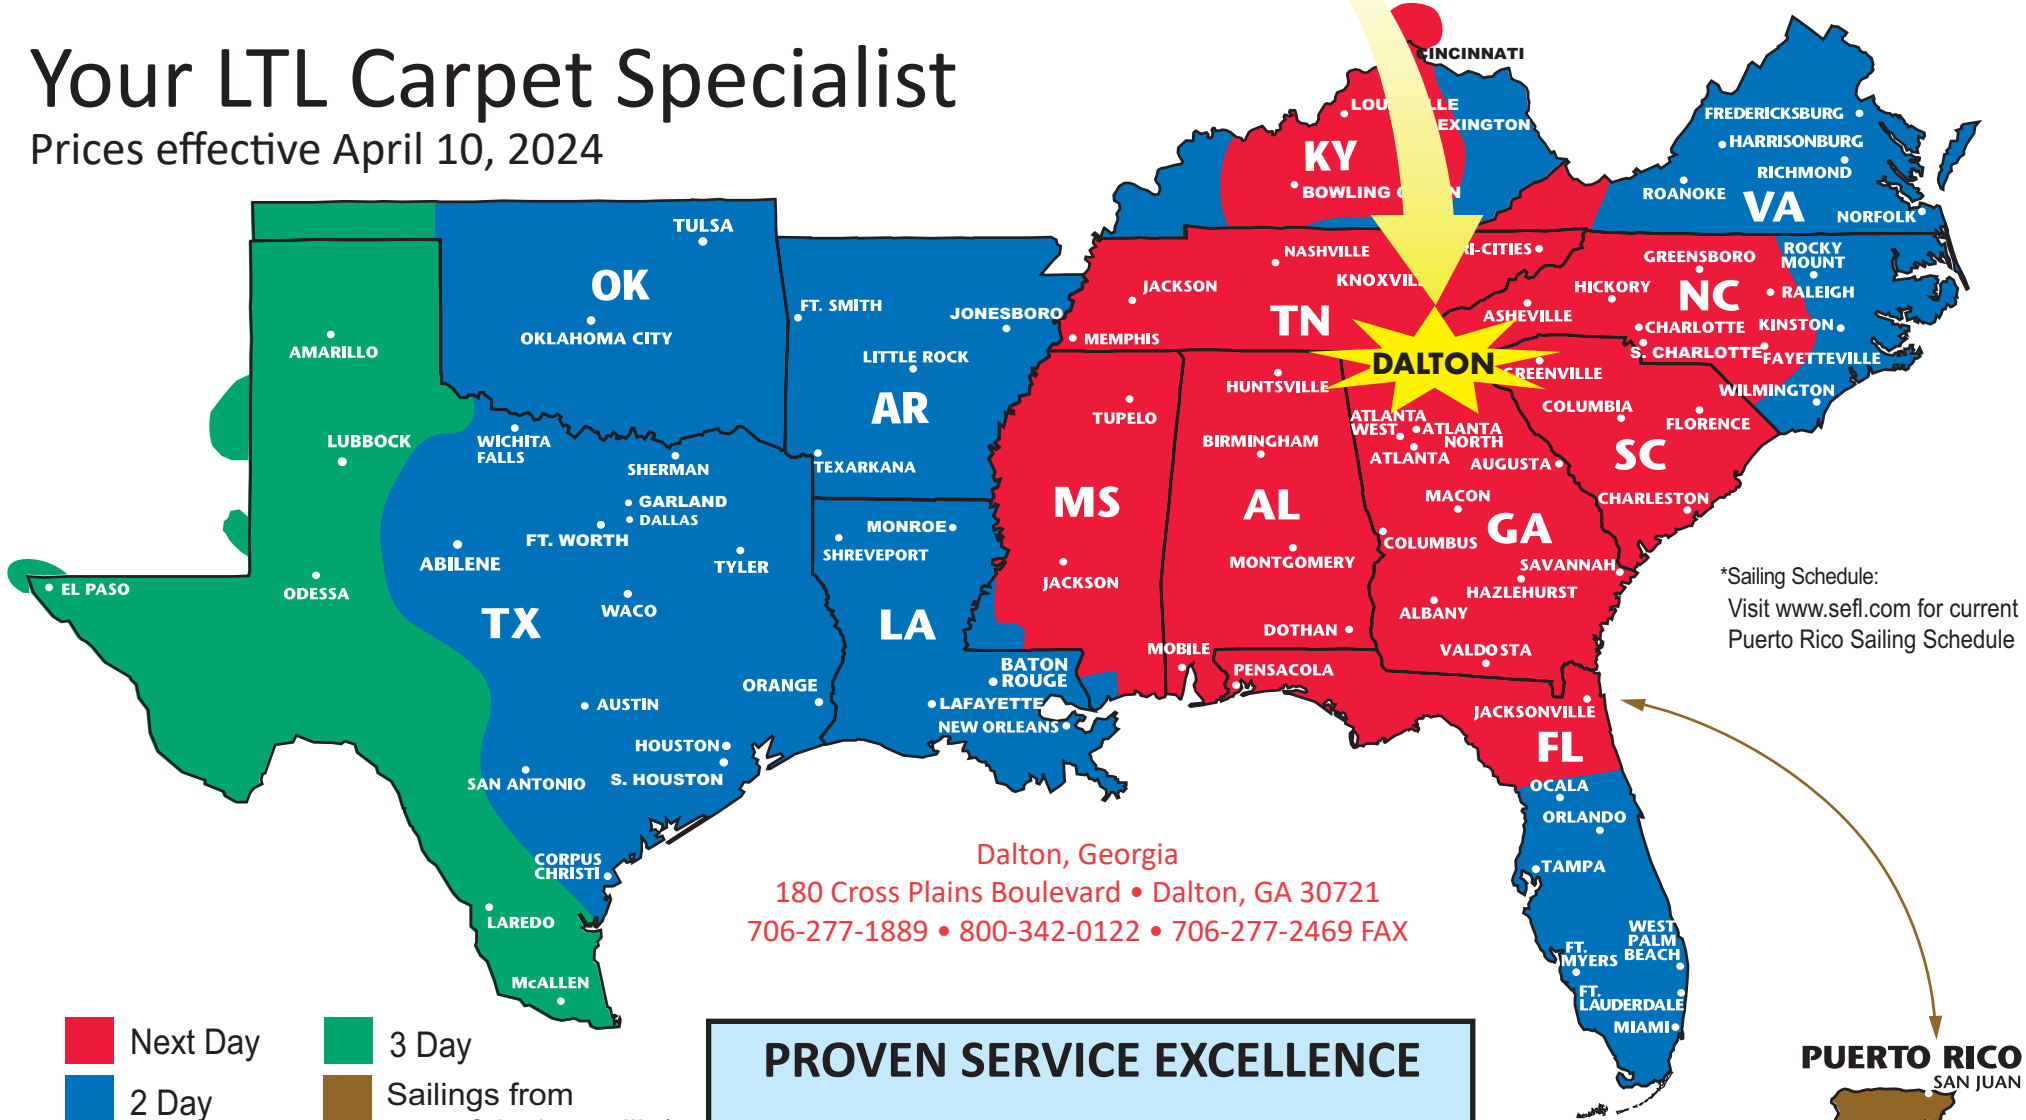 Your LTL Carpet Specialist
Prices effective April 10, 2024
CINCINNATI
KY
BOWLING
FREDERICKSBURG
HARRISONBURG
RICHMOND
ROANOKE
VA
NORFOLK
TULSA
OK
OKLAHOMA CITY
FT. SMITH
JONESBORO
LITTLE ROCK
AR
TEXARKANA
NASHVILLE
JACKSON
TN
MEMPHIS
GREENSBORO
HICKORY
NC
ROCKY
MOUNT
RALEIGH
ASHEVILLE
CHARLOTTE
KINSTON
S. CHARLOTTE
FAYETTEVILLE
WILMINGTON
DALTON
GREENVILLE
COLUMBIA
FLORENCE
SC
CHARLESTON
AMARILLO
LUBBOCK
WICHITA
FALLS
SHERMAN
GARLAND
DALLAS
FT. WORTH
ABILENE
TYLER
EL PASO
ODESSA
WACO
TX
AUSTIN
ORANGE
HOUSTON
S. HOUSTON
SAN ANTONIO
CORPUS
CHRISTI
LAREDO
McALLEN
MONROE
SHREVEPORT
LA
BATON
ROUGE
LAFAYETTE
NEW ORLEANS
TUPELO
MS
JACKSON
HUNTSVILLE
BIRMINGHAM
AL
MONTGOMERY
DOTHAN
MOBILE
ATLANTA
WEST
ATLANTA
NORTH
ATLANTA
AUGUSTA
MACON
GA
COLUMBUS
SAVANNAH
HAZLEHURST
ALBANY
VALDOSTA
PENSACOLA
JACKSONVILLE
FL
OCALA
ORLANDO
TAMPA
WEST
PALM
BEACH
FT.
MYERS
FT.
LAUDERDALE
MIAMI
*Sailing Schedule:
Visit www.sefl.com for current
Puerto Rico Sailing Schedule
Dalton, Georgia
180 Cross Plains Boulevard • Dalton, GA 30721
706-277-1889 • 800-342-0122 • 706-277-2469 FAX
Next Day
3 Day
2 Day
Sailings from
PROVEN SERVICE EXCELLENCE
PUERTO RICO
SAN JUAN